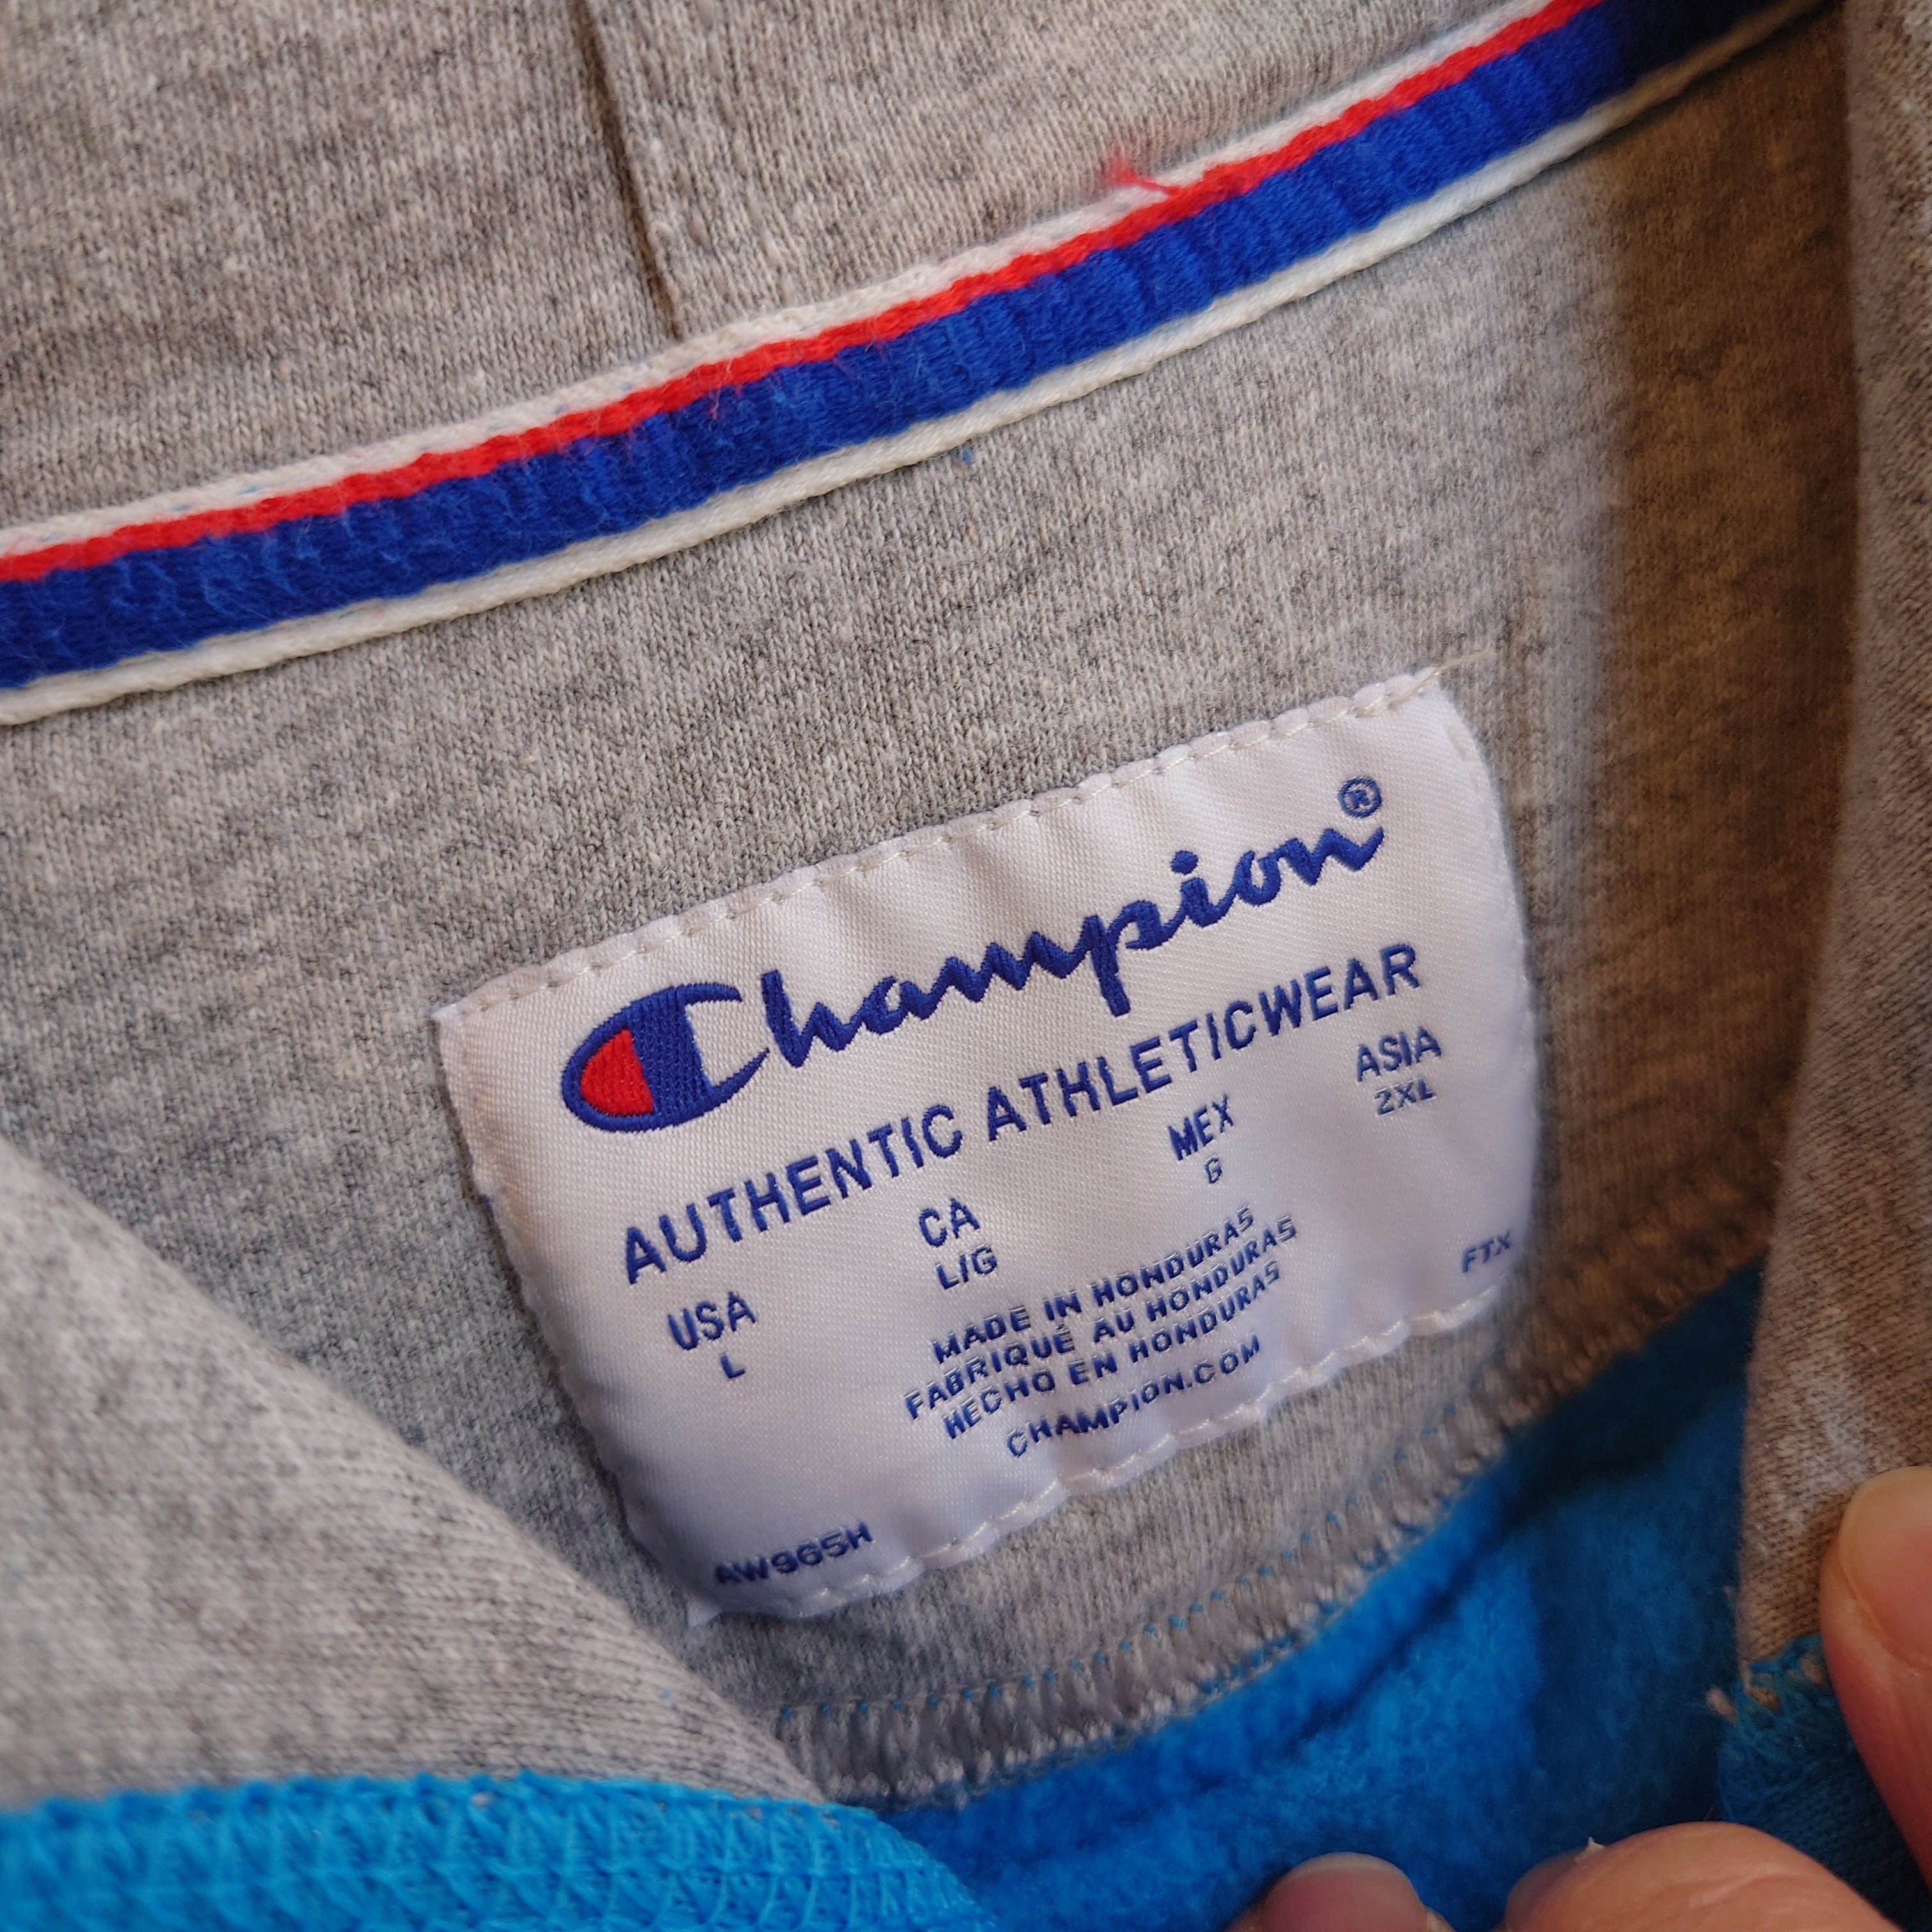 Champion®
AUTHENTIC ATHLETICWEAR
USA CA MEX ASIA
L L/G G 2XL
MADE IN HONDURAS
FABRIQUÉ AU HONDURAS
HECHO EN HONDURAS
CHAMPION.COM
AW965H FTX